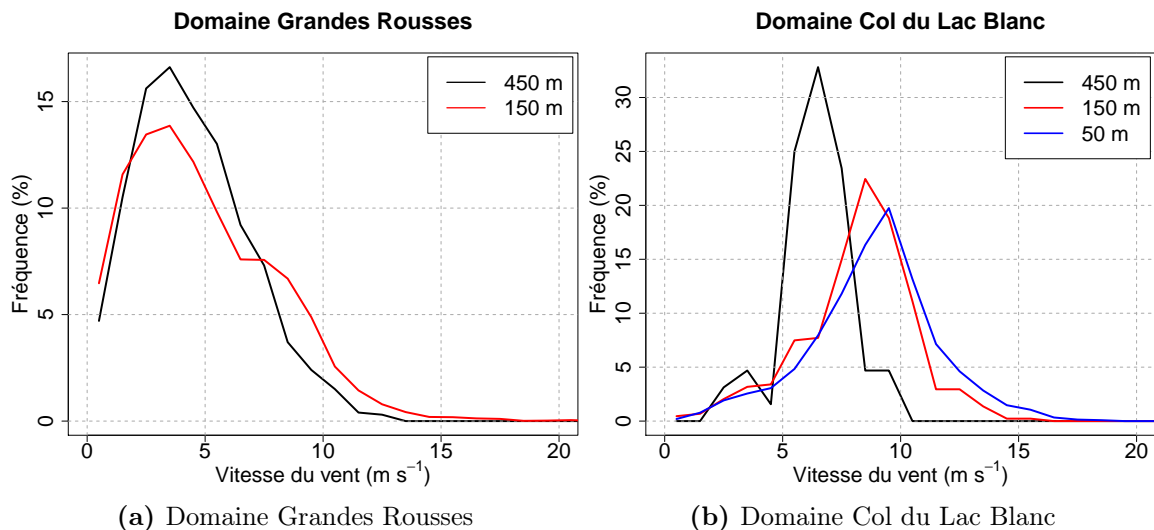 Domaine Grandes Rousses
Fréquence (%)
0
5
10
15
450 m
150 m
0 5 10 15 20
Vitesse du vent (m s⁻¹)
(a) Domaine Grandes Rousses
Domaine Col du Lac Blanc
Fréquence (%)
0
5
10
15
20
25
30
450 m
150 m
50 m
0 5 10 15 20
Vitesse du vent (m s⁻¹)
(b) Domaine Col du Lac Blanc